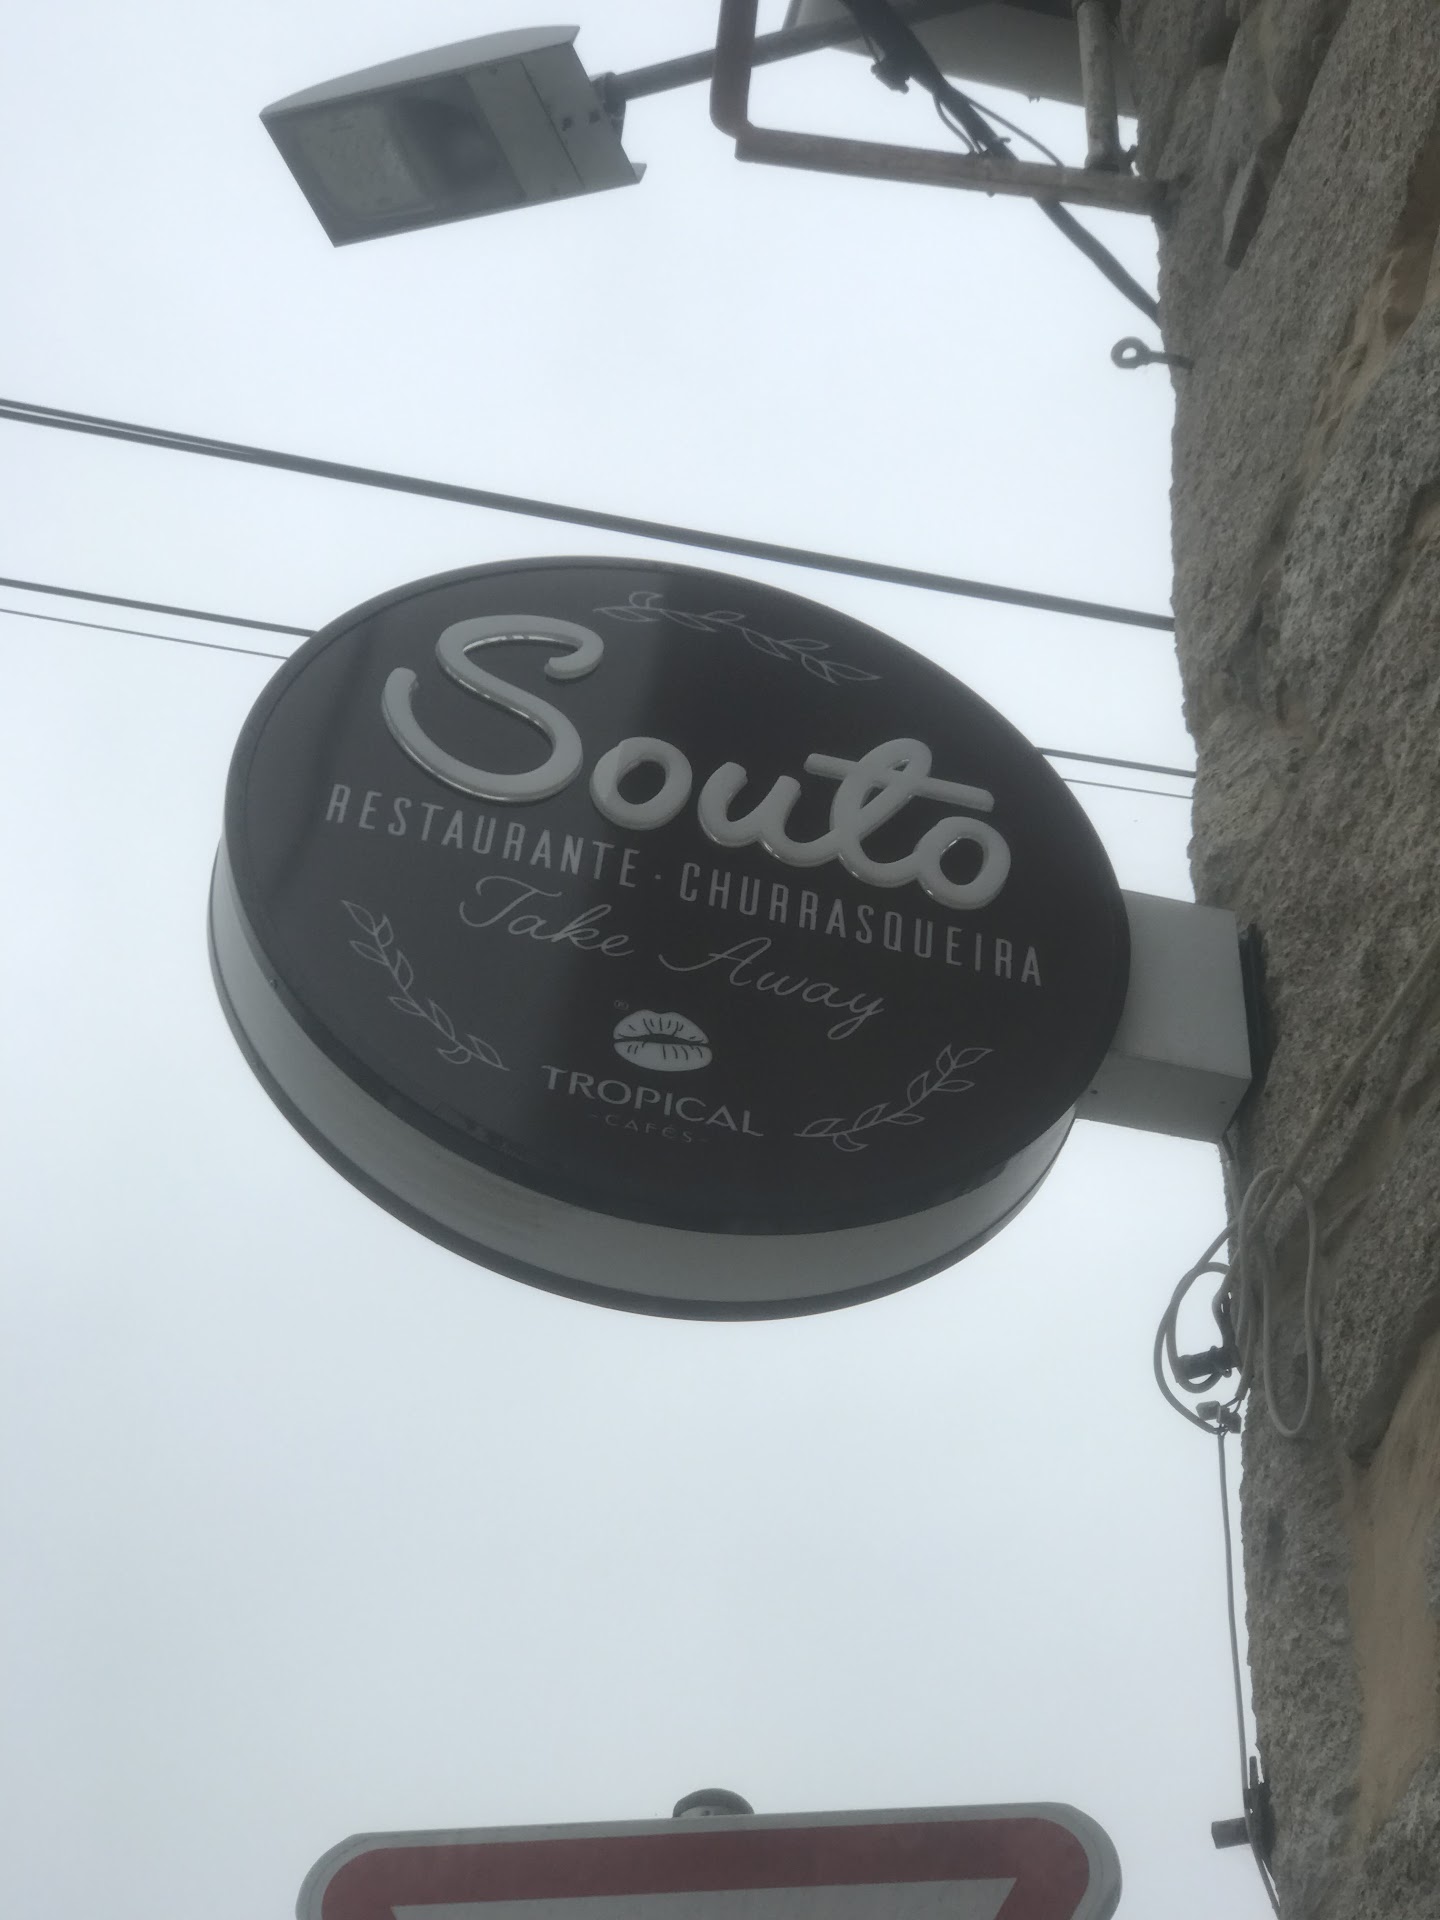 Souto
RESTAURANTE · CHURRASQUEIRA
Take Away
®
TROPICAL
- CAFÉS -